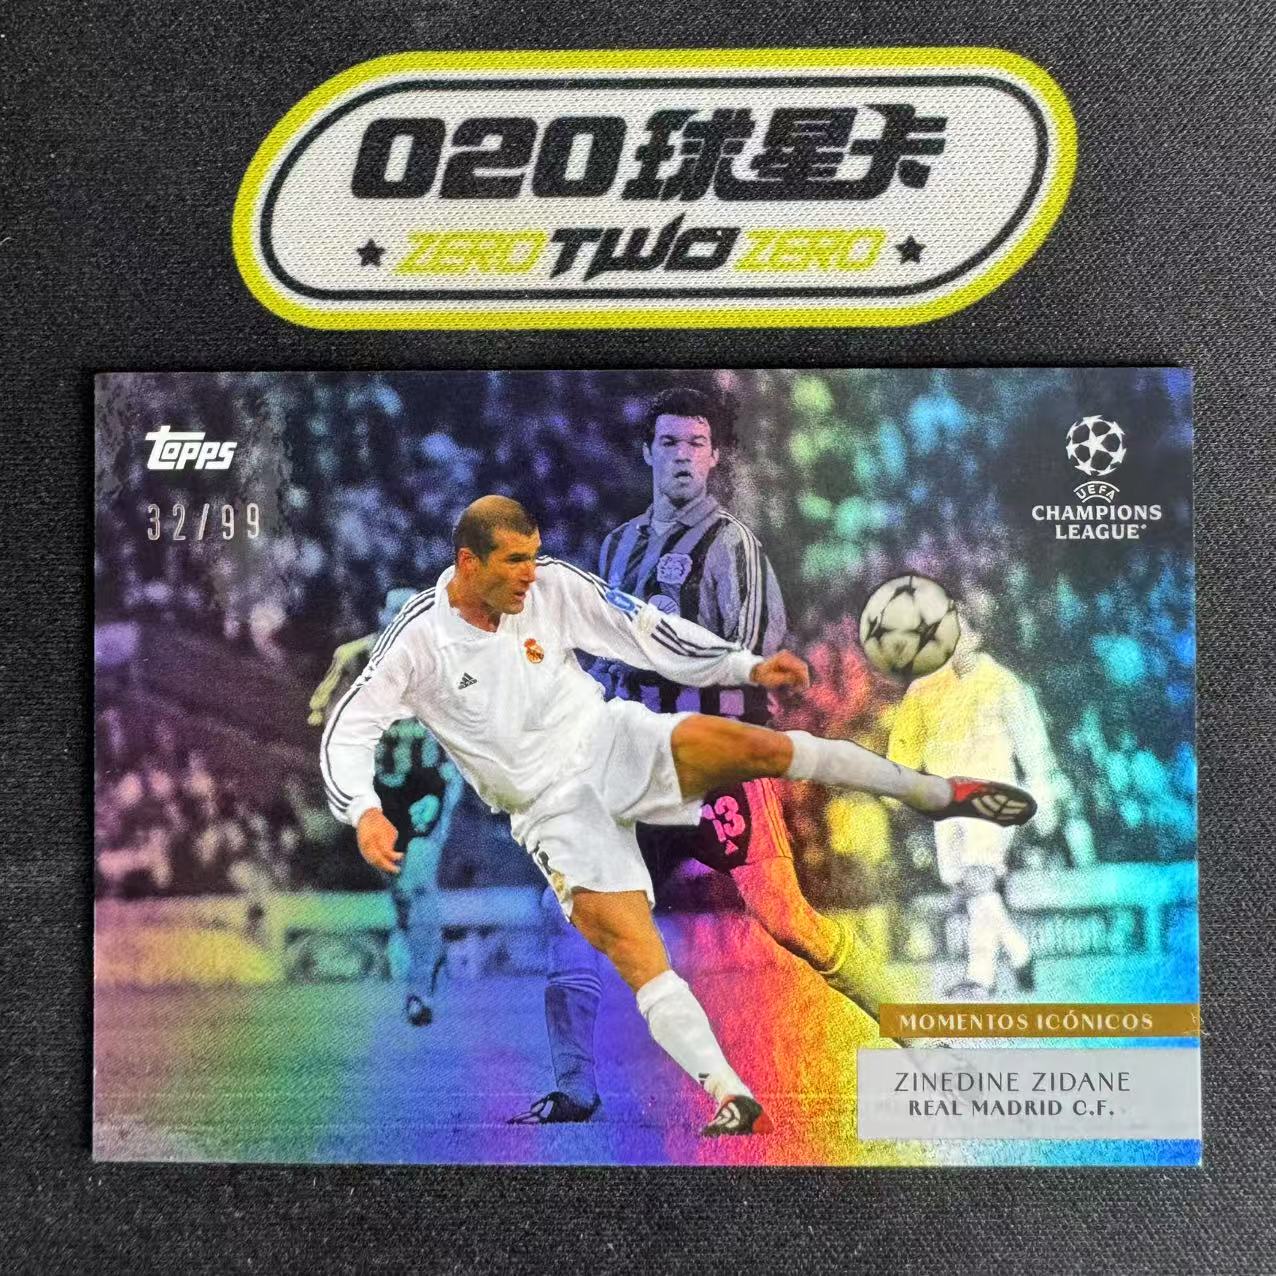 020球星卡
ZERO TWO ZERO
TOPPS
32/99
UEFA
CHAMPIONS
LEAGUE®
13
MOMENTOS ICÓNICOS
ZINEDINE ZIDANE
REAL MADRID C.F.